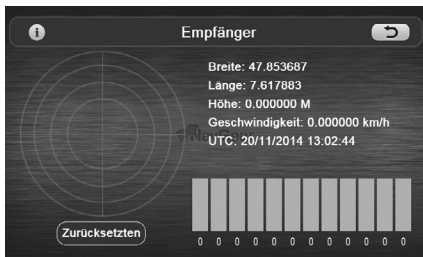 Empfänger
Breite: 47.853687
Länge: 7.617883
Höhe: 0.000000 M
Geschwindigkeit: 0.000000 km/h
UTC: 20/11/2014 13:02:44
Zurücksetzten
0 0 0 0 0 0 0 0 0 0 0 0